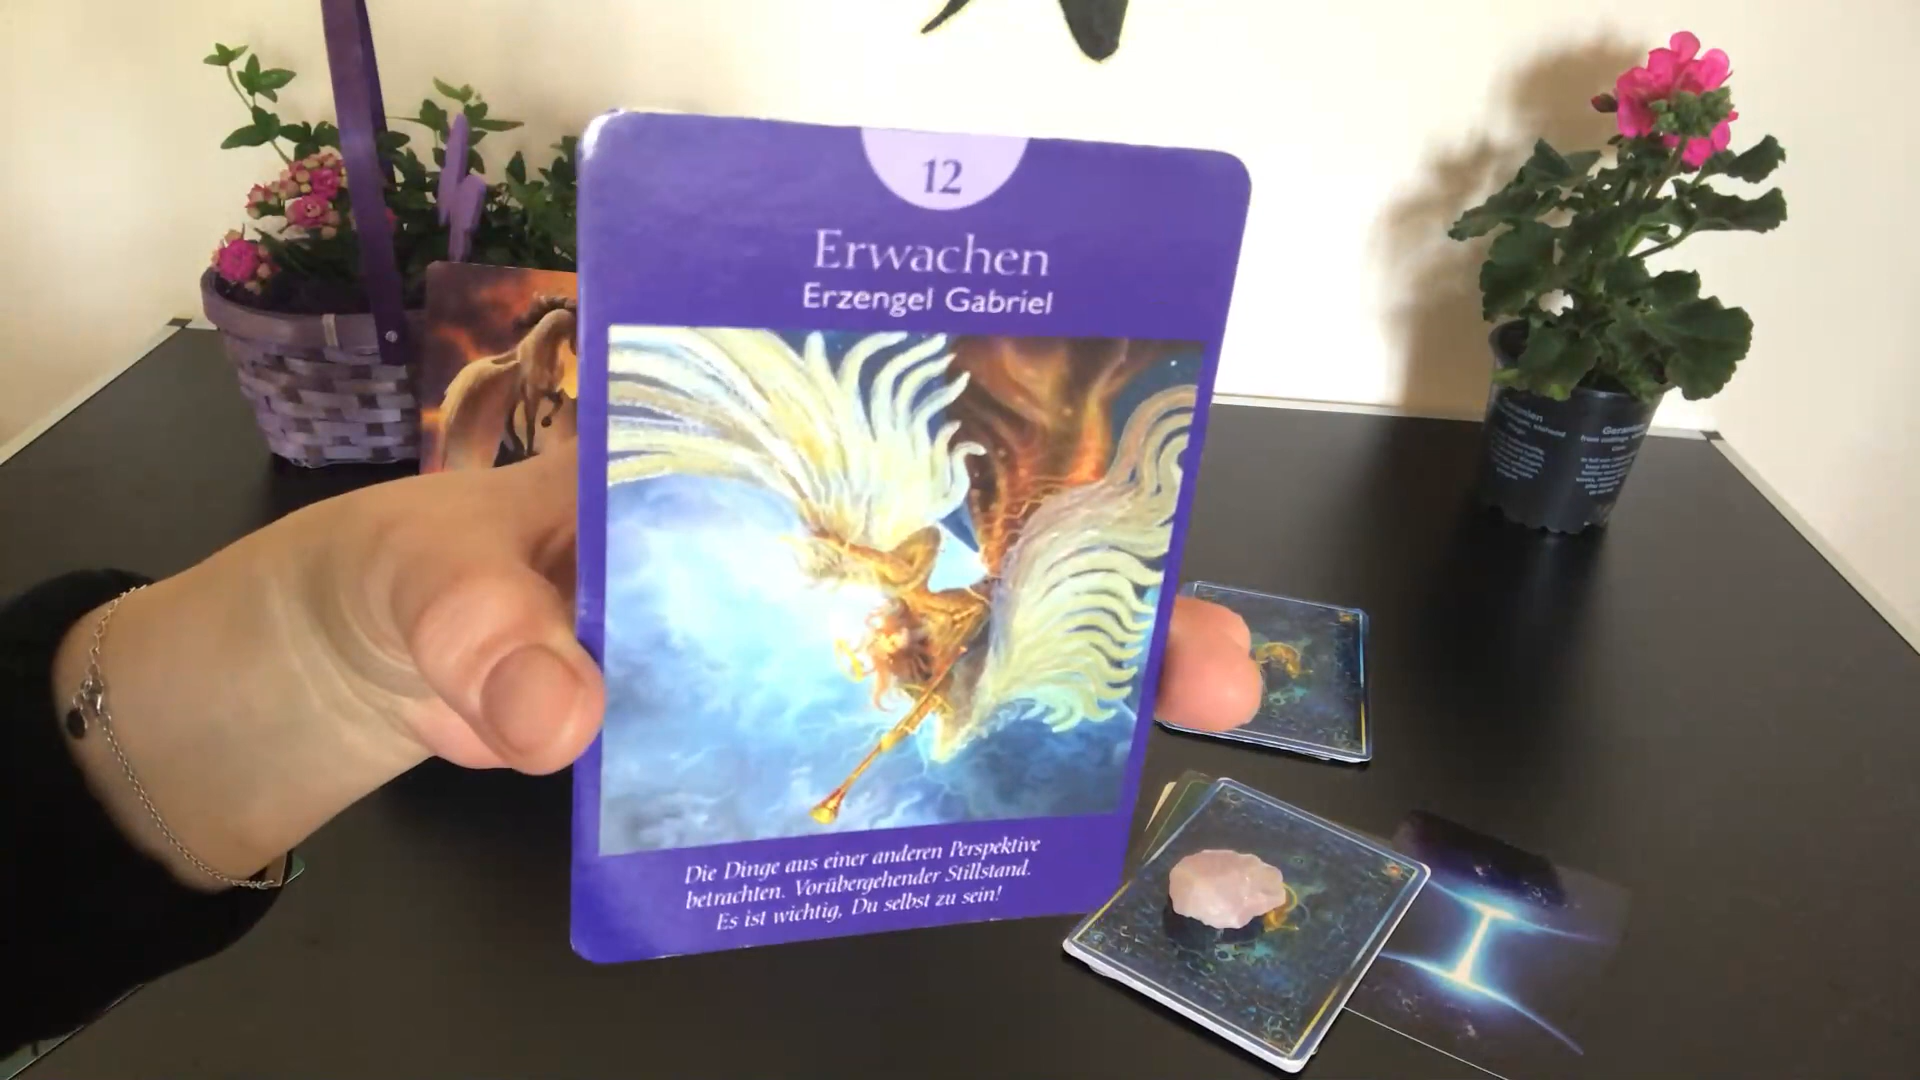 12
Erwachen
Erzengel Gabriel
Die Dinge aus einer anderen Perspektive
betrachten. Vorübergehender Stillstand.
Es ist wichtig, Du selbst zu sein!